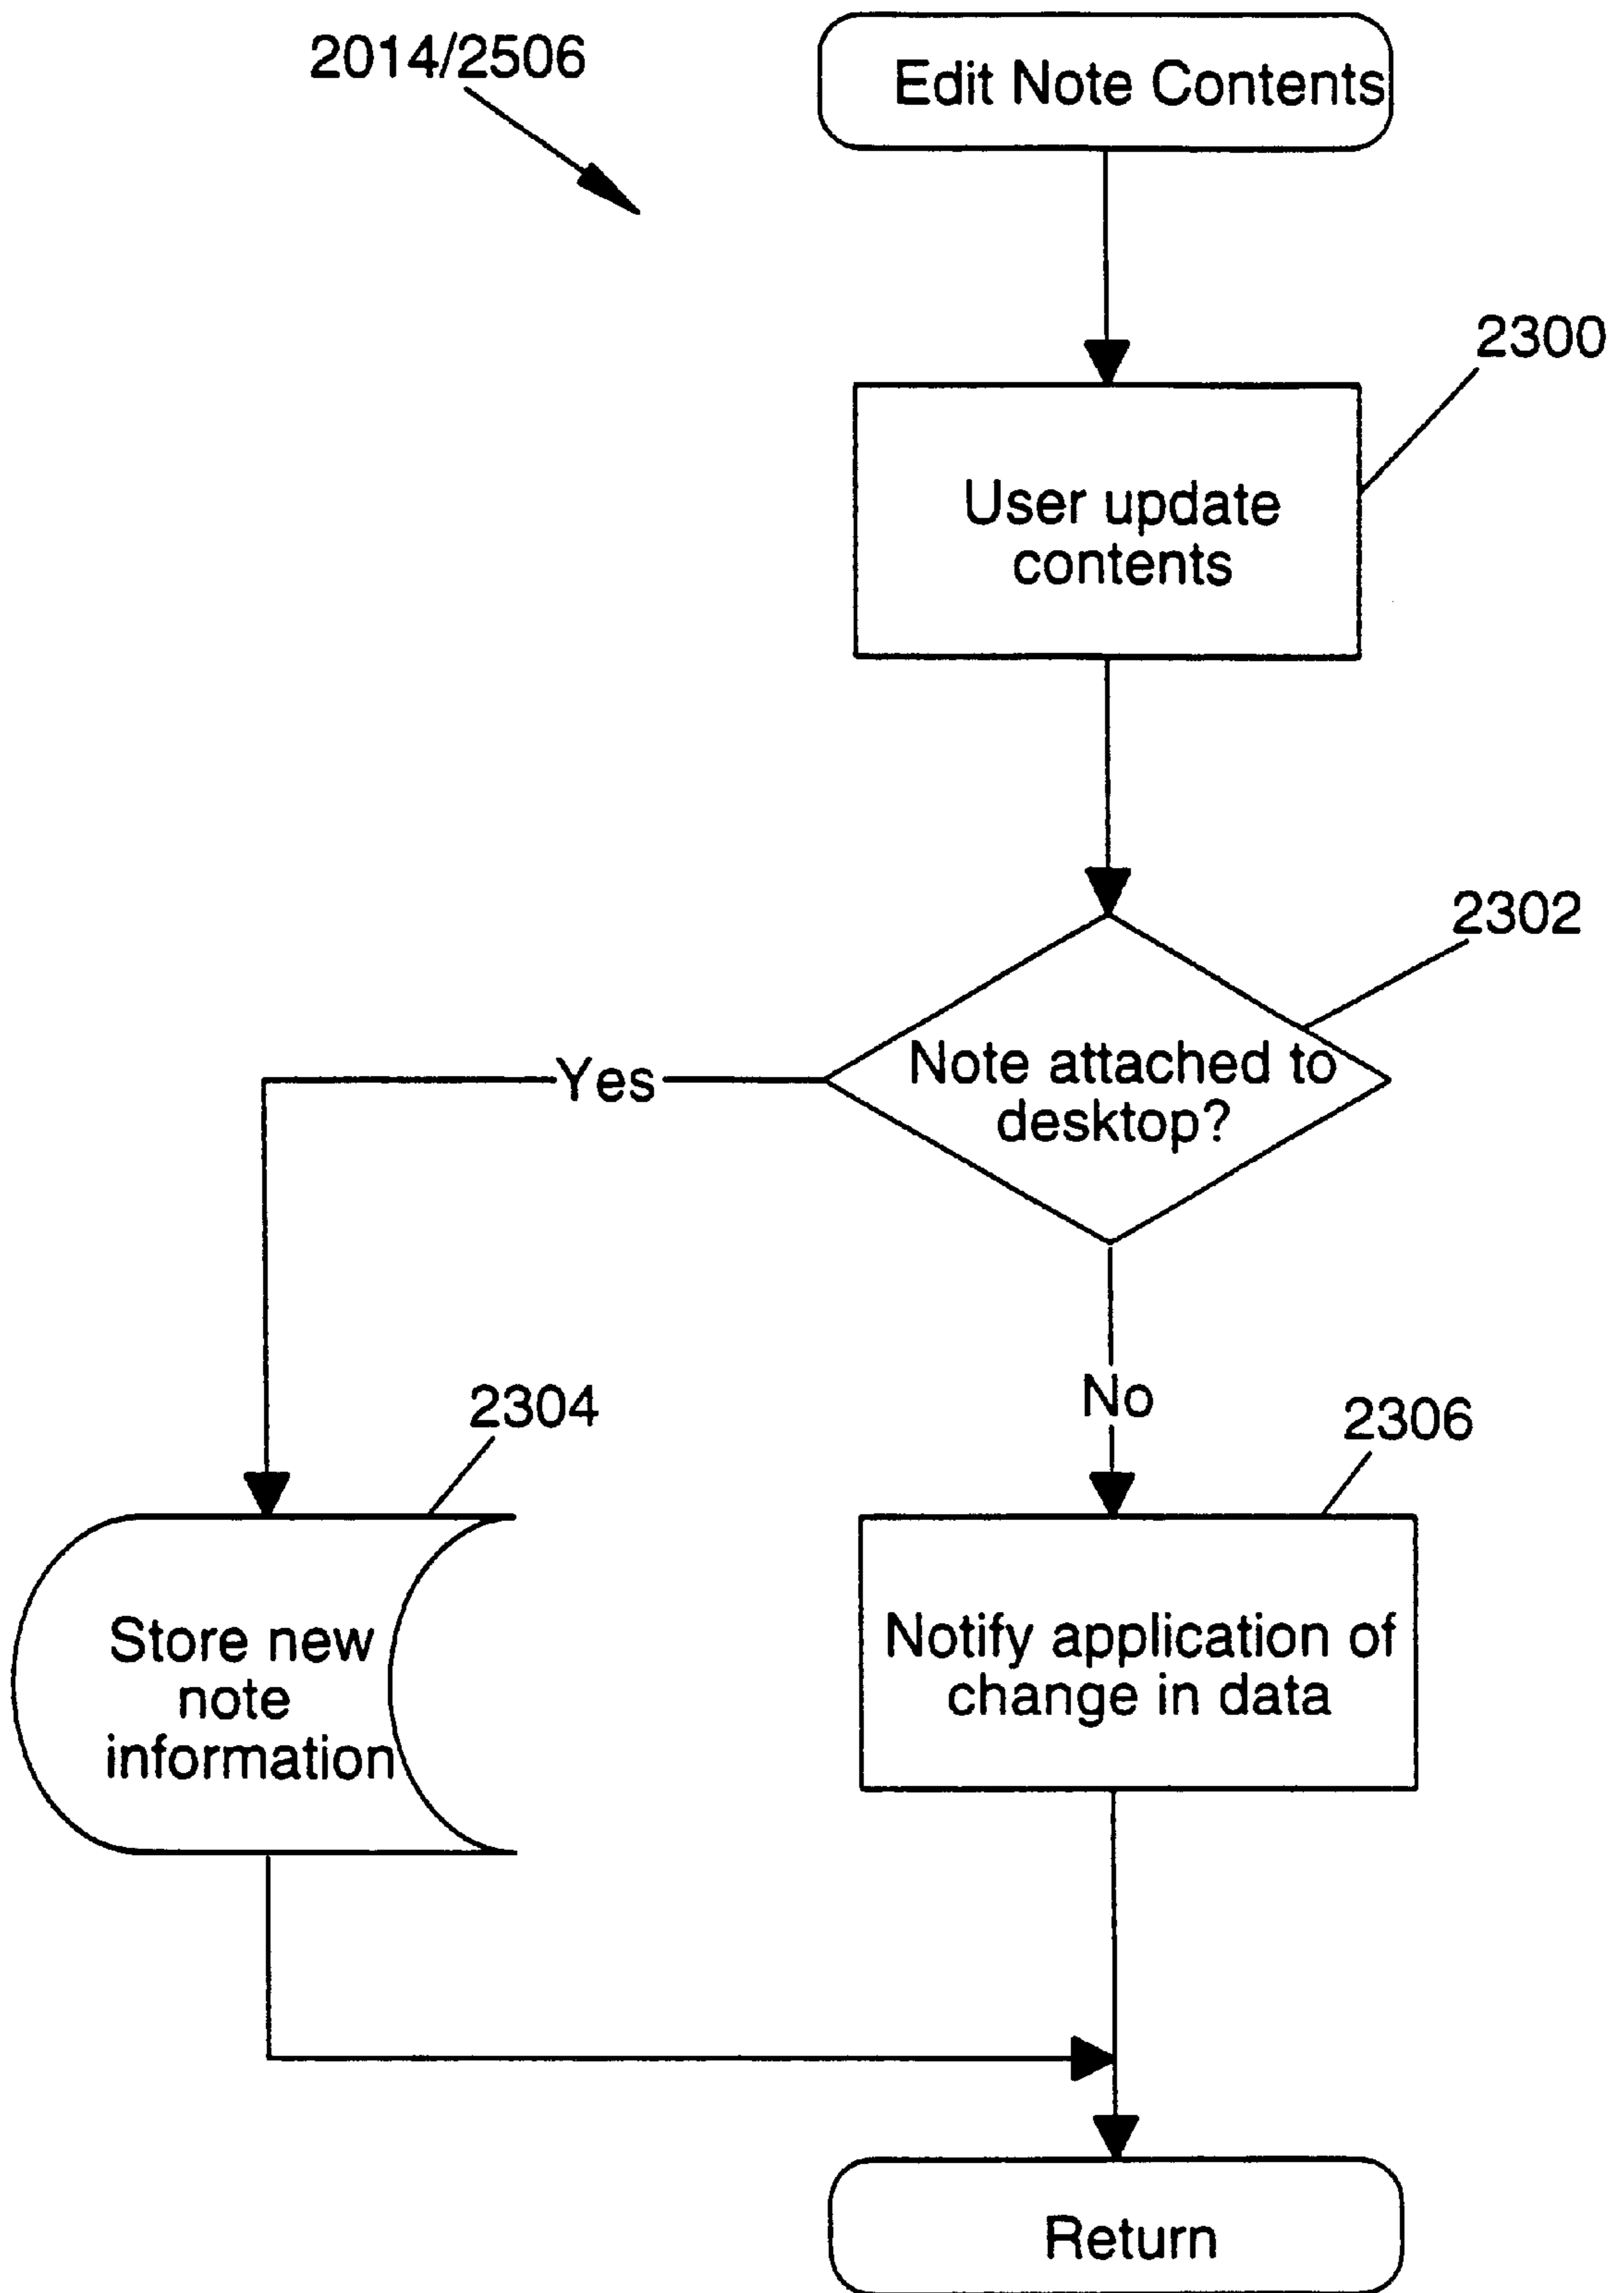 2014/2506
Edit Note Contents
2300
User update
contents
2302
Note attached to
desktop?
Yes
No
2304
2306
Store new
note
information
Notify application of
change in data
Return